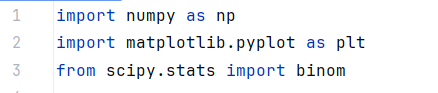 1 import numpy as np
2 import matplotlib.pyplot as plt
3 from scipy.stats import binom